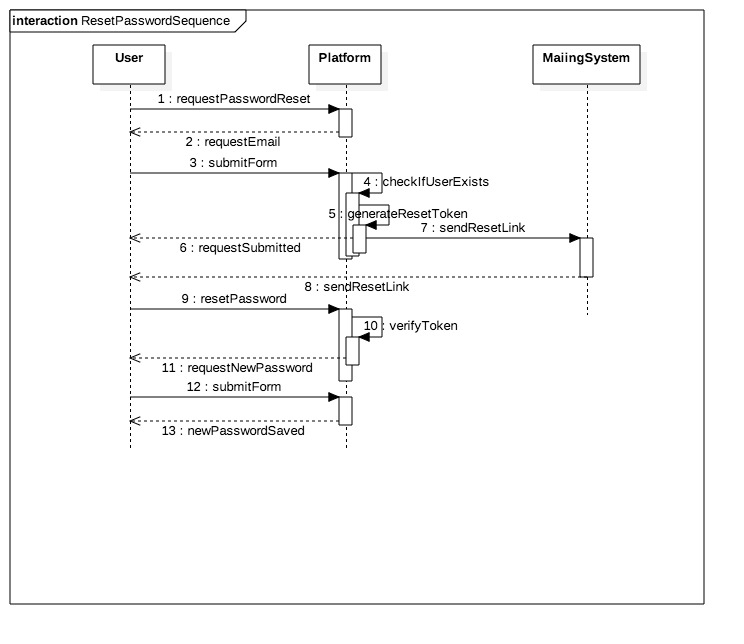 interaction ResetPasswordSequence
User
Platform
MaiingSystem
1 : requestPasswordReset
2 : requestEmail
3 : submitForm
4 : checkIfUserExists
5 : generateResetToken
7 : sendResetLink
6 : requestSubmitted
8 : sendResetLink
9 : resetPassword
10 : verifyToken
11 : requestNewPassword
12 : submitForm
13 : newPasswordSaved